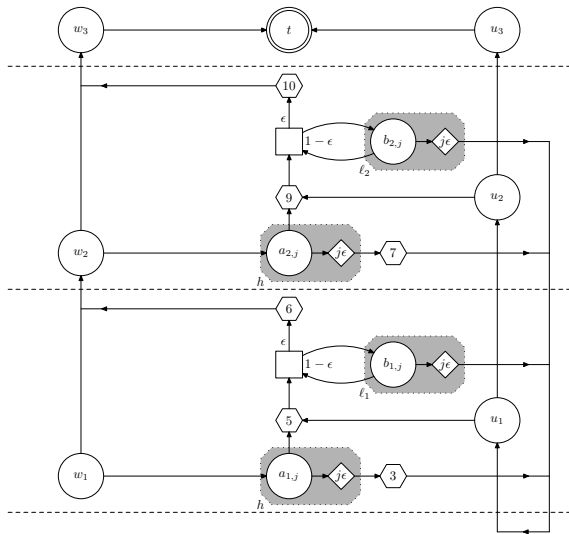 w₃ t u₃
10
ϵ
1 − ϵ b₂,ⱼ jϵ
ℓ₂
9 u₂
w₂ a₂,ⱼ jϵ 7
h
6
ϵ
1 − ϵ b₁,ⱼ jϵ
ℓ₁
5 u₁
w₁ a₁,ⱼ jϵ 3
h